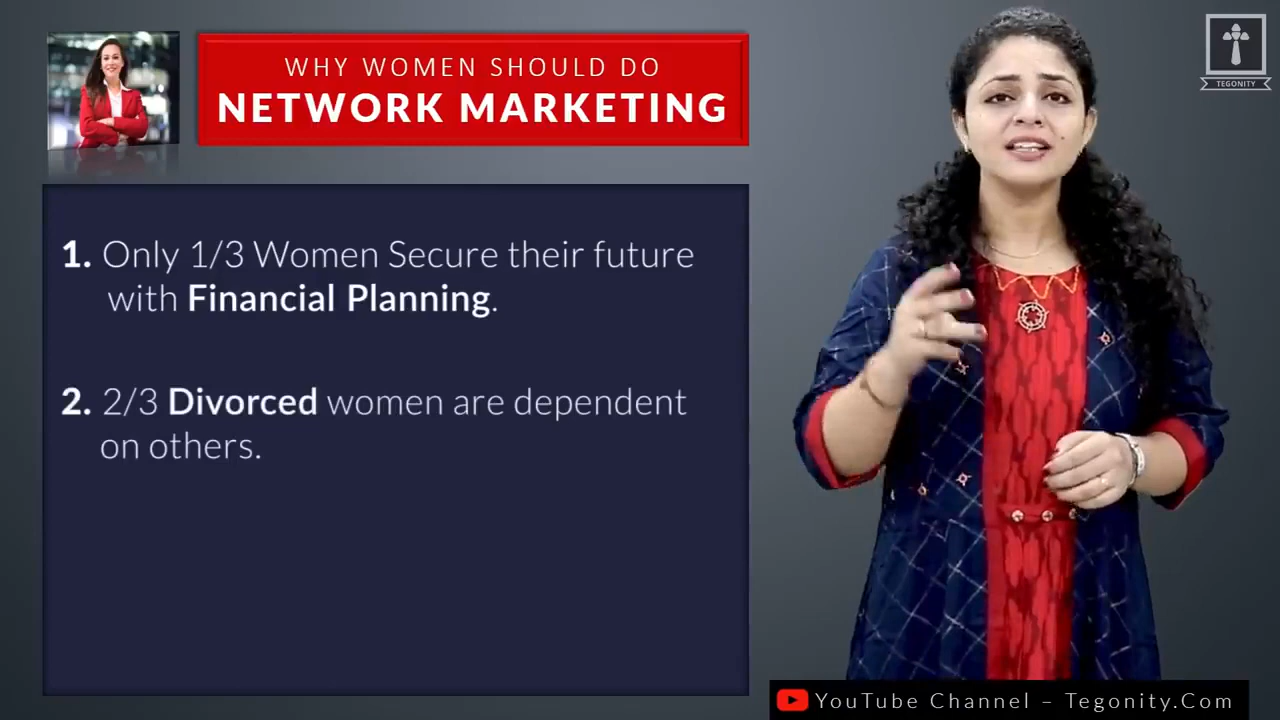 WHY WOMEN SHOULD DO
NETWORK MARKETING
TEGONITY
1. Only 1/3 Women Secure their future
with Financial Planning.
2. 2/3 Divorced women are dependent
on others.
YouTube Channel – Tegonity.Com